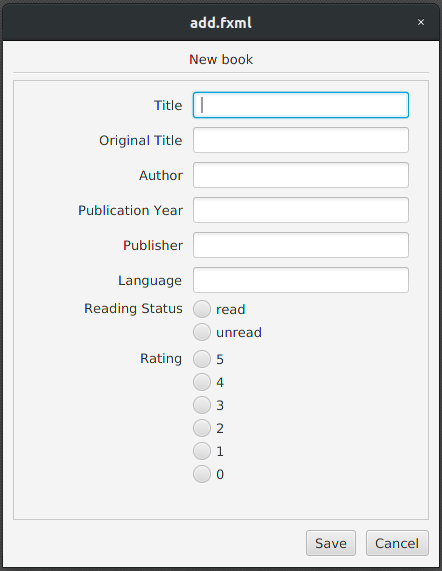 add.fxml ×
New book
Title
Original Title
Author
Publication Year
Publisher
Language
Reading Status read
unread
Rating 5
4
3
2
1
0
Save Cancel